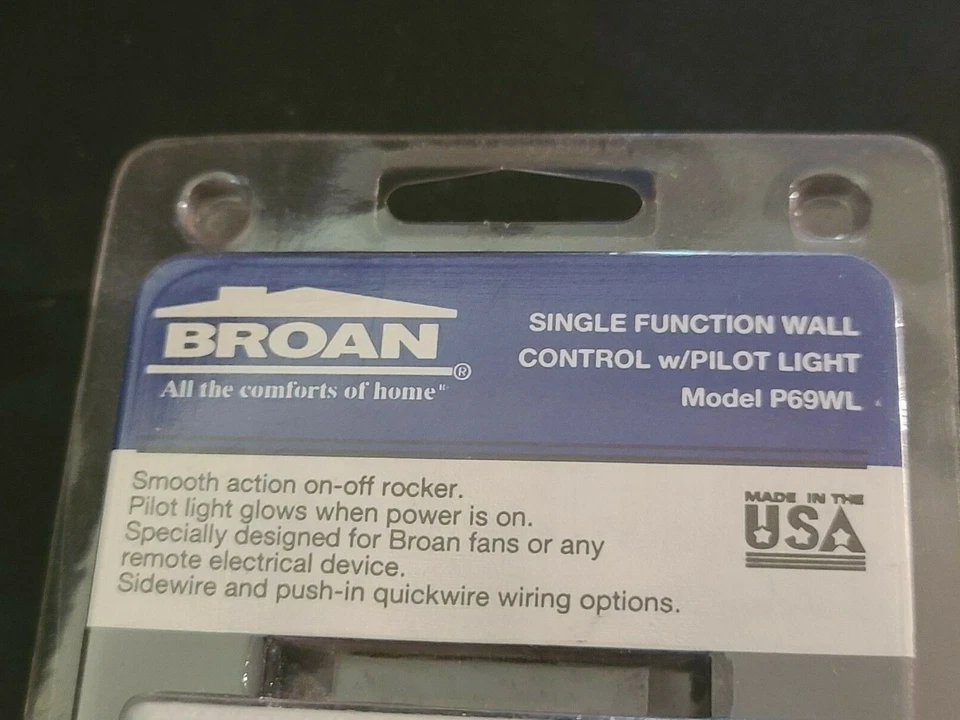 BROAN®
All the comforts of home®
SINGLE FUNCTION WALL
CONTROL w/PILOT LIGHT
Model P69WL
Smooth action on-off rocker.
Pilot light glows when power is on.
Specially designed for Broan fans or any
remote electrical device.
Sidewire and push-in quickwire wiring options.
MADE IN THE
USA